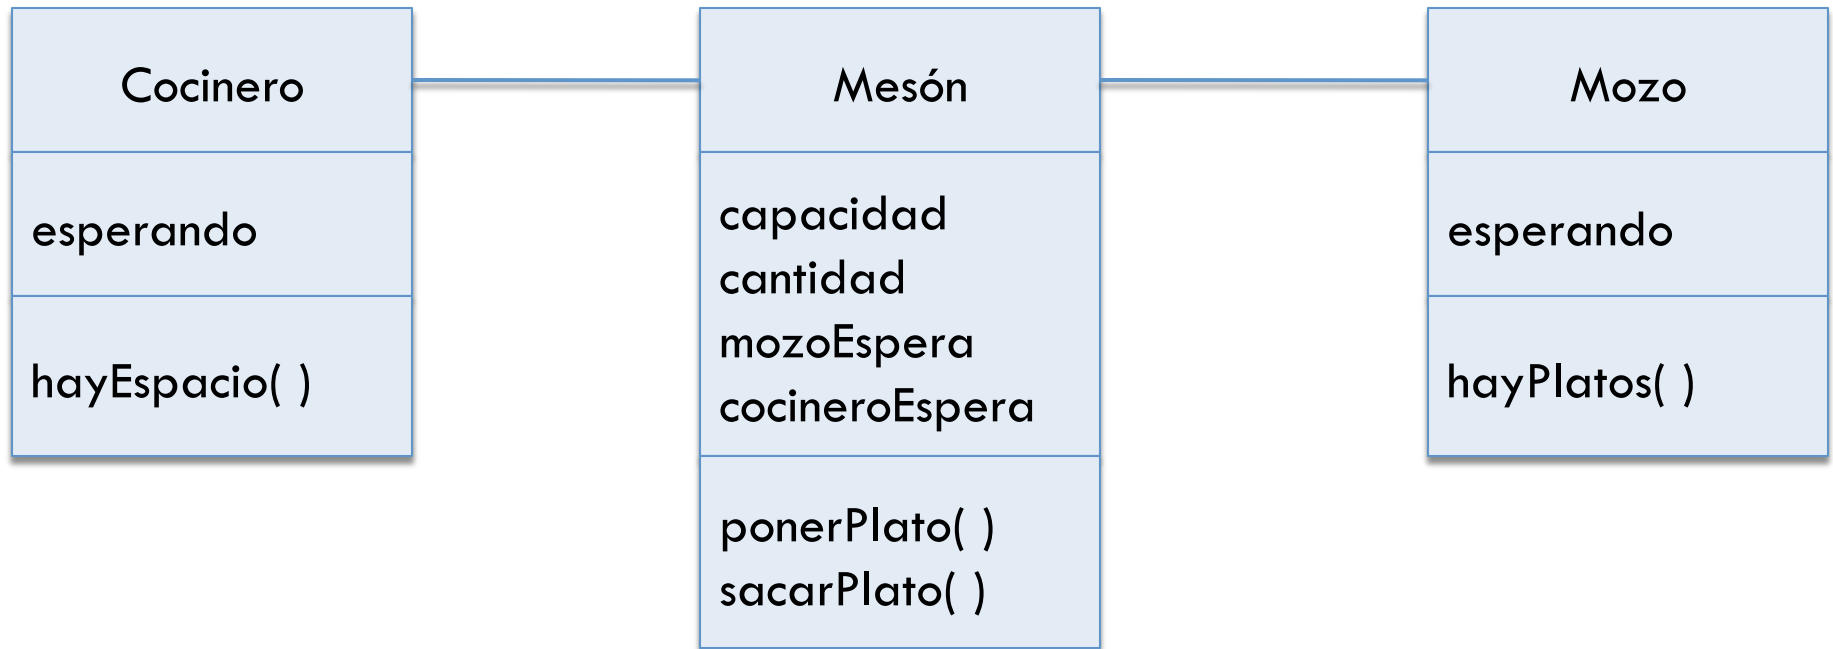 Cocinero
esperando
hayEspacio( )
Mesón
capacidad
cantidad
mozoEspera
cocineroEspera
ponerPlato( )
sacarPlato( )
Mozo
esperando
hayPlatos( )